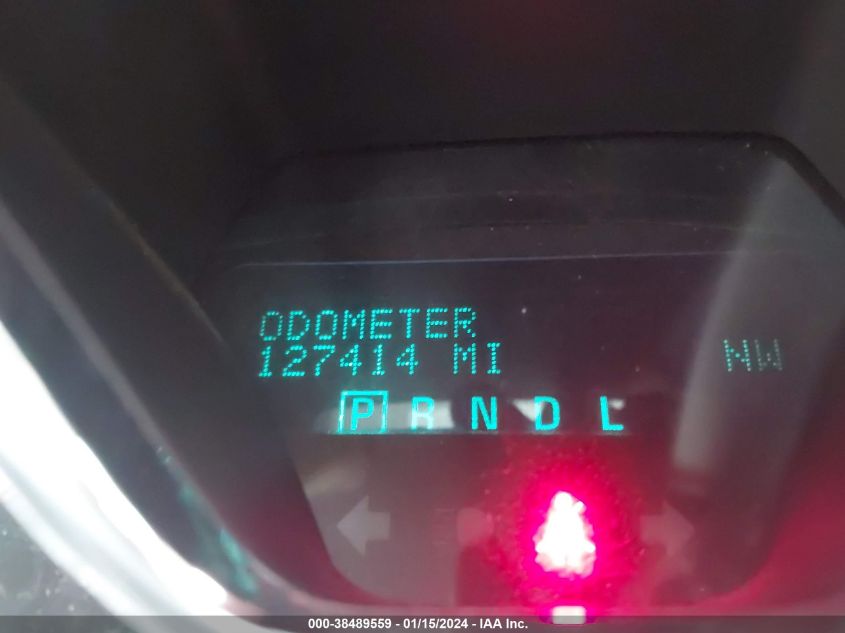 ODOMETER
127414 MI
NW
P R N D L
000-38489559 - 01/15/2024 - IAA Inc.